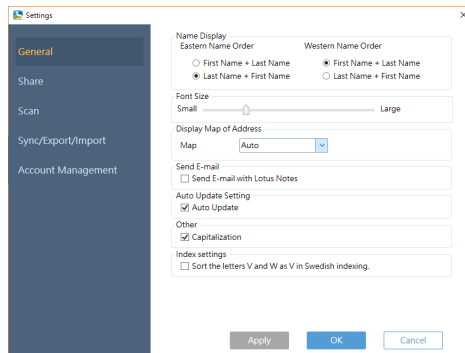 Settings
General
Share
Scan
Sync/Export/Import
Account Management
Name Display
Eastern Name Order Western Name Order
First Name + Last Name First Name + Last Name
Last Name + First Name Last Name + First Name
Font Size
Small Large
Display Map of Address
Map Auto
Send E-mail
Send E-mail with Lotus Notes
Auto Update Setting
Auto Update
Other
Capitalization
Index settings
Sort the letters V and W as V in Swedish indexing.
Apply OK Cancel